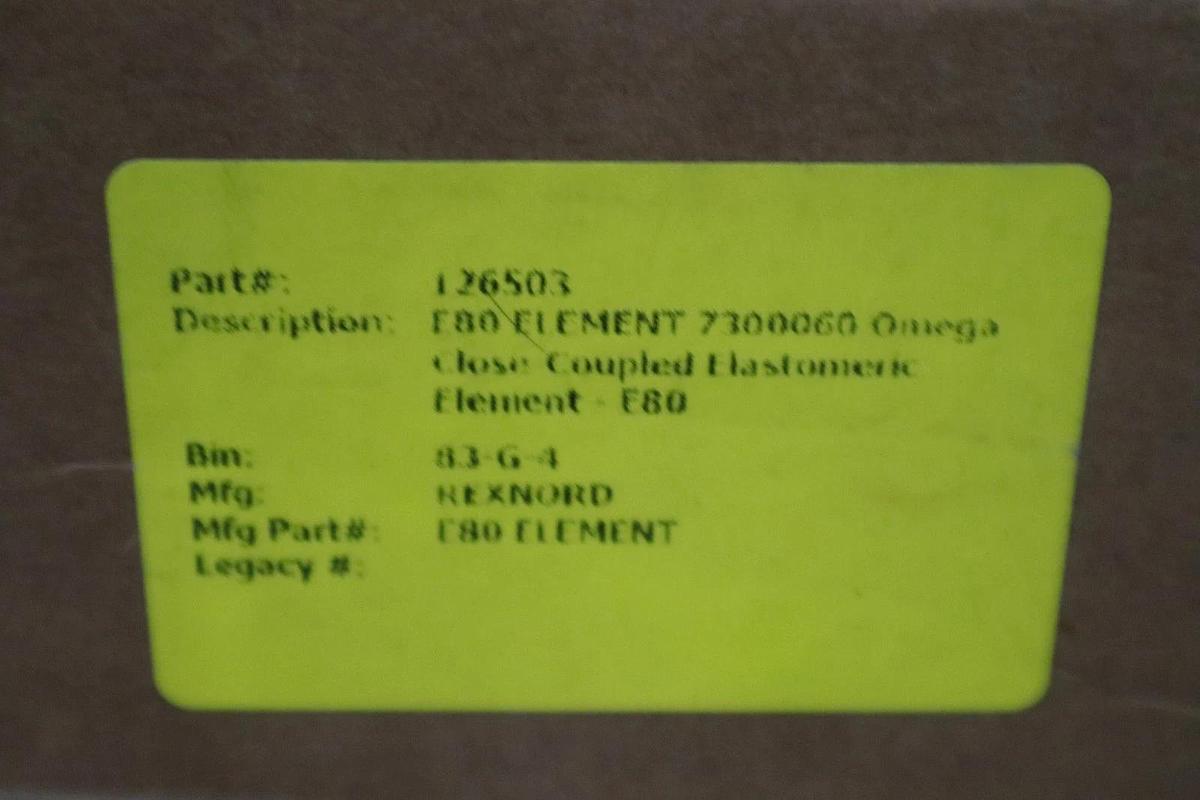 Part#: 126503
Description: E80 ELEMENT 7300060 Omega
Close Coupled Elastomeric
Element - E80
Bin: 83-G-4
Mfg: REXNORD
Mfg Part#: E80 ELEMENT
Legacy #: